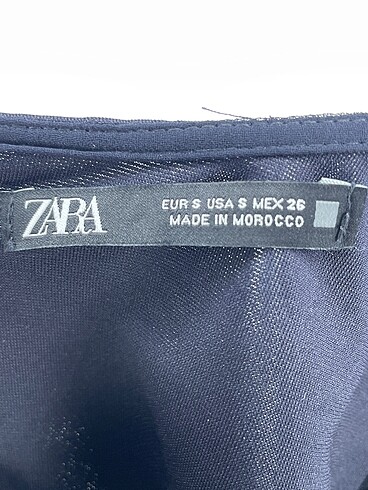 ZARA
EUR S USA S MEX 26
MADE IN MOROCCO